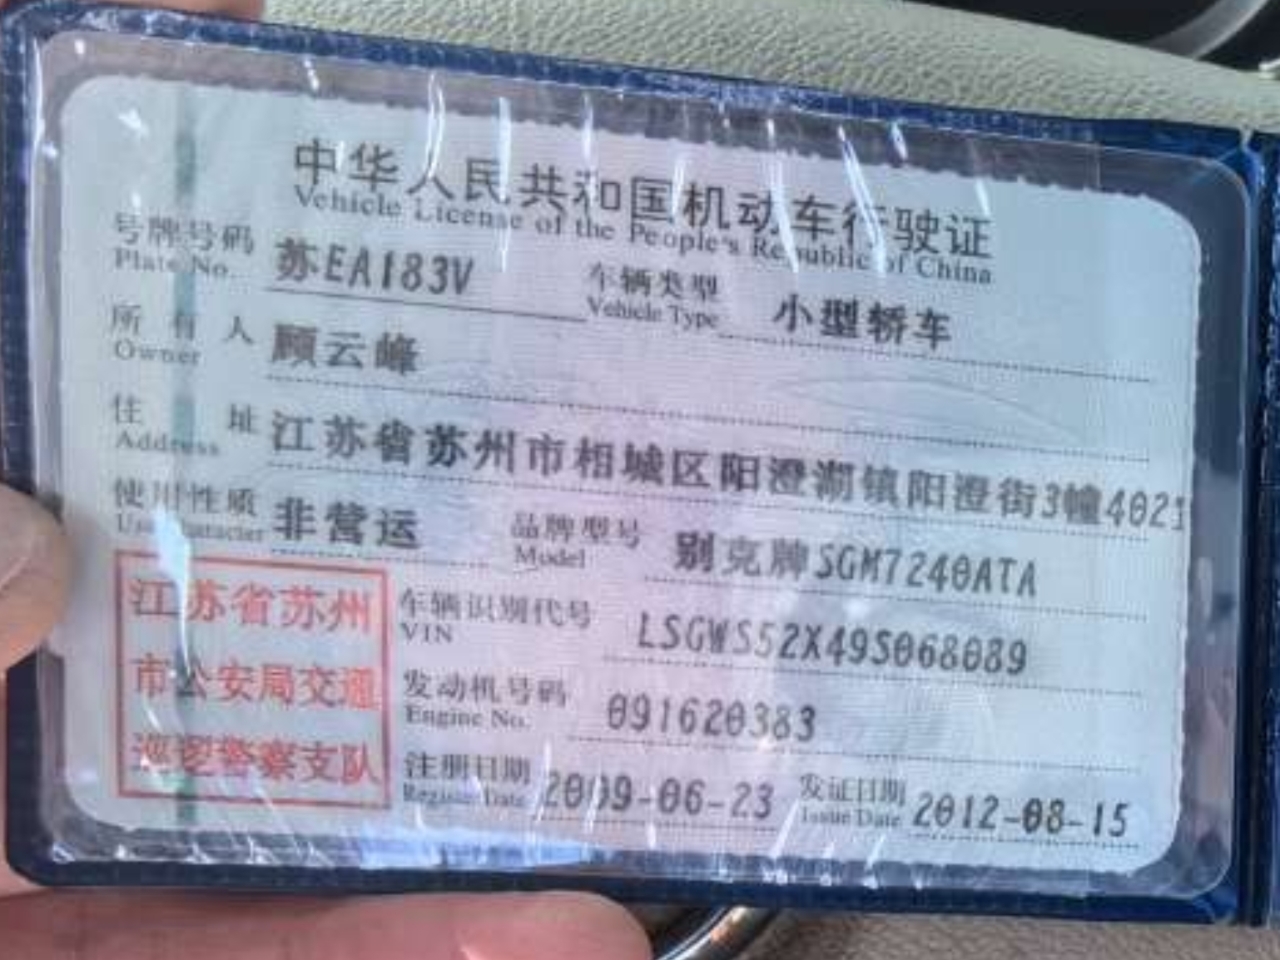 中华人民共和国机动车行驶证
Vehicle License of the People's Republic of China
号牌号码 苏EA183V 车辆类型 小型轿车
Plate No. Vehicle Type
所有人 顾云峰
Owner
住址 江苏省苏州市相城区阳澄湖镇阳澄街3幢4021
Address
使用性质 非营运 品牌型号 别克牌SGM7240ATA
Use Character Model
江苏省苏州
市公安局交通
巡逻警察支队
车辆识别代号 LSGWS52X49S068089
VIN
发动机号码 091620383
Engine No.
注册日期 2009-06-23 发证日期 2012-08-15
Register Date Issue Date